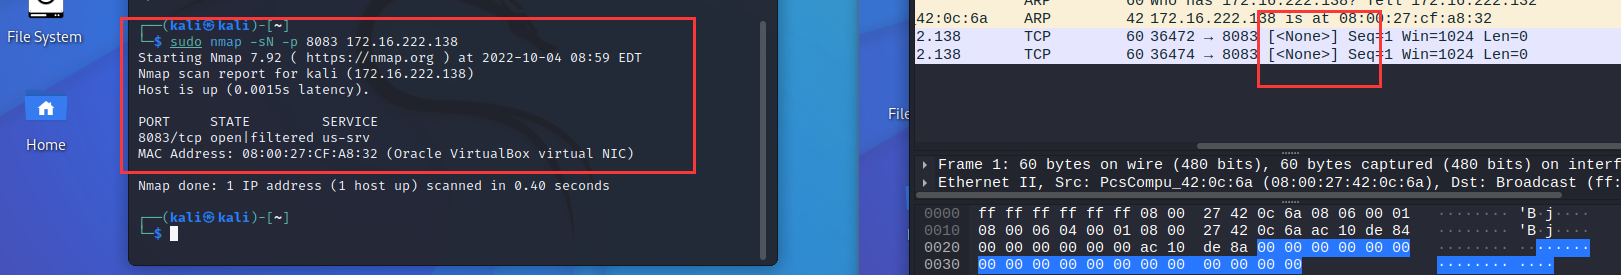 File System
Home
┌──(kali㉿kali)-[~]
└─$ sudo nmap -sN -p 8083 172.16.222.138
Starting Nmap 7.92 ( https://nmap.org ) at 2022-10-04 08:59 EDT
Nmap scan report for kali (172.16.222.138)
Host is up (0.0015s latency).
PORT     STATE         SERVICE
8083/tcp open|filtered us-srv
MAC Address: 08:00:27:CF:A8:32 (Oracle VirtualBox virtual NIC)
Nmap done: 1 IP address (1 host up) scanned in 0.40 seconds
┌──(kali㉿kali)-[~]
└─$
File
ARP 60 Who has 172.16.222.138? Tell 172.16.222.132
42:0c:6a ARP 42 172.16.222.138 is at 08:00:27:cf:a8:32
2.138 TCP 60 36472 → 8083 [<None>] Seq=1 Win=1024 Len=0
2.138 TCP 60 36474 → 8083 [<None>] Seq=1 Win=1024 Len=0
Frame 1: 60 bytes on wire (480 bits), 60 bytes captured (480 bits) on interf
Ethernet II, Src: PcsCompu_42:0c:6a (08:00:27:42:0c:6a), Dst: Broadcast (ff:
0000 ff ff ff ff ff ff 08 00 27 42 0c 6a 08 06 00 01 ········ 'B·j····
0010 08 00 06 04 00 01 08 00 27 42 0c 6a ac 10 de 84 ········ 'B·j····
0020 00 00 00 00 00 00 ac 10 de 8a 00 00 00 00 00 00 ········ ········
0030 00 00 00 00 00 00 00 00 00 00 00 00 ········ ····